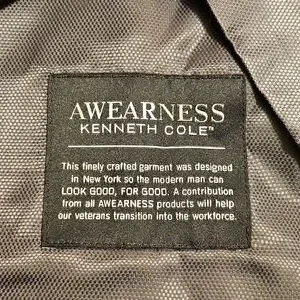 AWEARNESS
KENNETH COLE™
This finely crafted garment was designed
in New York so the modern man can
LOOK GOOD, FOR GOOD. A contribution
from all AWEARNESS products will help
our veterans transition into the workforce.